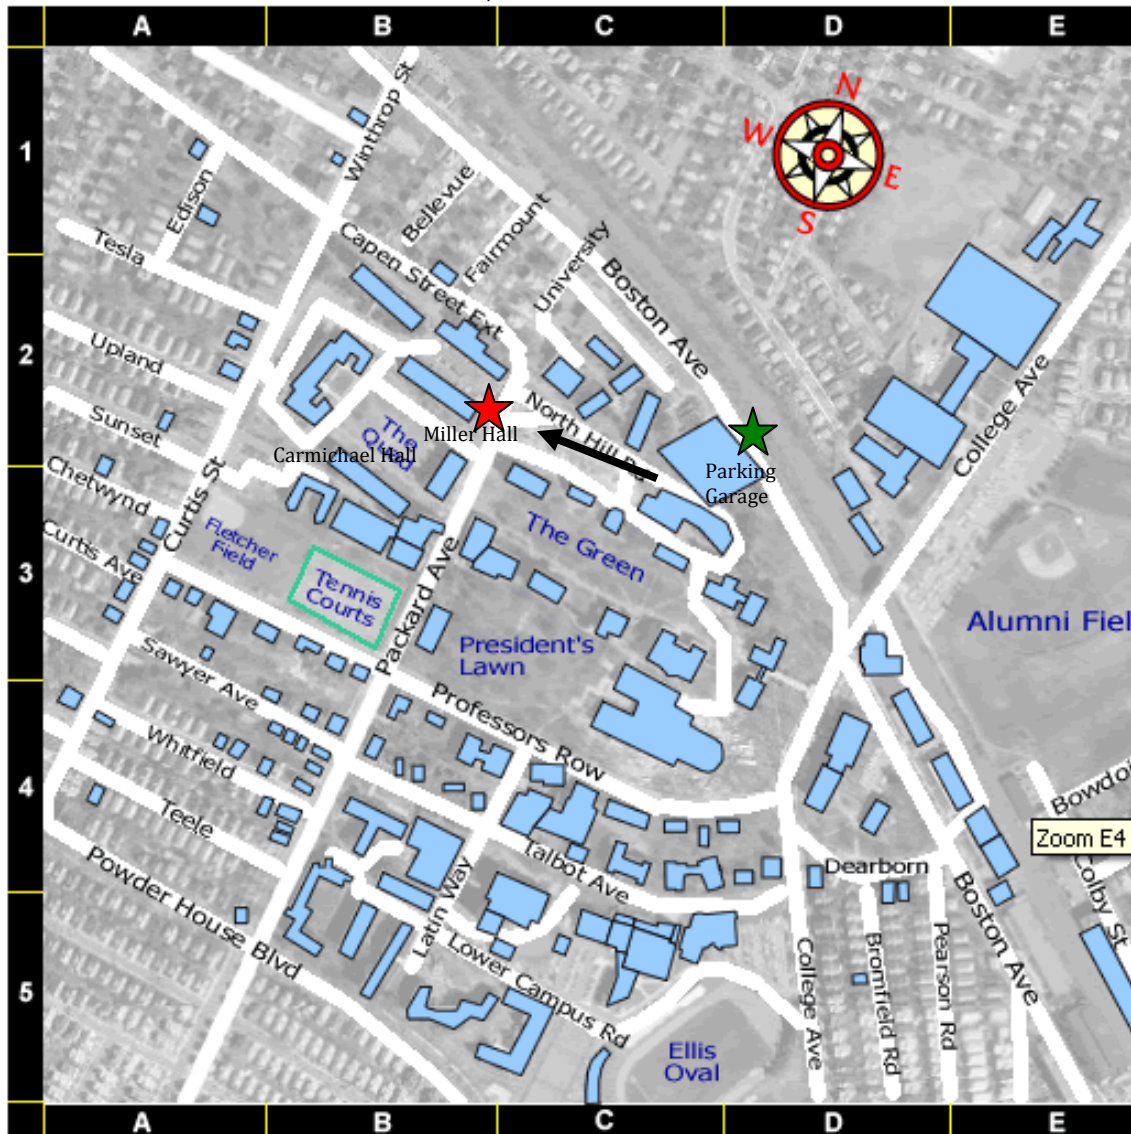 A B C D E
1
2
3
4
5
N
W
E
S
Winthrop St
Edison
Bellevue
Fairmount
University
Tesla
Capen Street Ext
Boston Ave
Upland
North Hill Rd
College Ave
Sunset
The
Quad
Miller Hall
Carmichael Hall
Parking
Garage
Chetwynd
Curtis St
Fletcher
Field
The Green
Curtis Ave
Tennis
Courts
Packard Ave
President's
Lawn
Alumni Fiel
Sawyer Ave
Professors Row
Whitfield
Teele
Bowdoi
Zoom E4
Talbot Ave
Dearborn
Powder House Blvd
Latin Way
Colby St
Boston Ave
Lower Campus Rd
College Ave
Bromfield Rd
Pearson Rd
Ellis
Oval
A B C D E